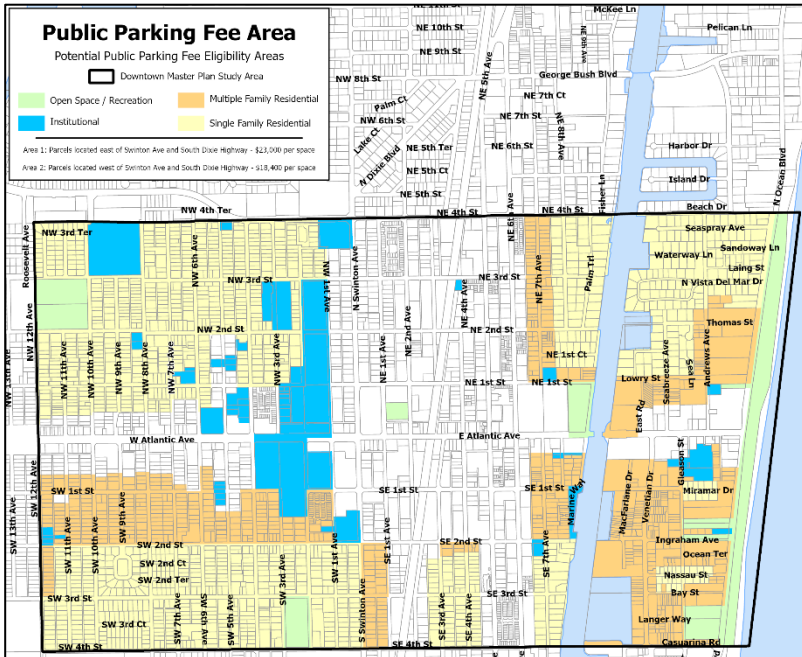 Public Parking Fee Area
Potential Public Parking Fee Eligibility Areas
Downtown Master Plan Study Area
Open Space / Recreation
Multiple Family Residential
Institutional
Single Family Residential
Area 1: Parcels located east of Swinton Ave and South Dixie Highway - $23,000 per space
Area 2: Parcels located west of Swinton Ave and South Dixie Highway - $18,400 per space
McKee Ln
NE 10th St
NE 9th St
NE 9th Ave
Pelican Ln
NW 8th St
NE 5th Ave
George Bush Blvd
Palm Ct
NE 7th Ct
NW 6th St
NE 7th St
NE 8th Ave
Lake Ct
N Dixie Blvd
NE 5th Ter
NE 6th St
Harbor Dr
NE 5th Ct
Island Dr
NE 5th St
N Ocean Blvd
NW 4th Ter
NE 4th St
NE 6th Ave
NE 4th St
Fisher Ln
Beach Dr
Roosevelt Ave
NW 3rd Ter
NW 6th Ave
Seaspray Ave
Sandoway Ln
Waterway Ln
Laing St
NW 3rd St
NW 1st Ave
N Swinton Ave
NE 3rd St
NE 4th Ave
NE 7th Ave
Palm Trl
N Vista Del Mar Dr
NW 12th Ave
NW 2nd St
NE 2nd Ave
NE 2nd St
Thomas St
NW 13th Ave
NW 11th Ave
NW 10th Ave
NW 9th Ave
NW 8th Ave
NW 7th Ave
NW 3rd Ave
NE 1st Ave
NE 1st Ct
NE 1st St
NE 1st St
Lowry St
Seabreeze Ave
Sea Ln
Andrews Ave
East Rd
W Atlantic Ave
E Atlantic Ave
Gleason St
SW 13th Ave
SW 12th Ave
SW 1st St
SW 9th Ave
SE 1st St
SE 1st St
Marine Way
MacFarlane Dr
Venetian Dr
Miramar Dr
SW 11th Ave
SW 10th Ave
SW 2nd St
SW 1st Ave
SE 1st Ave
SE 2nd St
SE 7th Ave
Ingraham Ave
SW 2nd Ct
Ocean Ter
SW 2nd Ter
SW 3rd Ave
Nassau St
SW 3rd St
SW 7th Ave
SW 6th Ave
SW 5th Ave
S Swinton Ave
SE 3rd Ave
SE 4th Ave
SE 3rd St
Bay St
SW 3rd Ct
Langer Way
SW 4th St
SE 4th St
Casuarina Rd